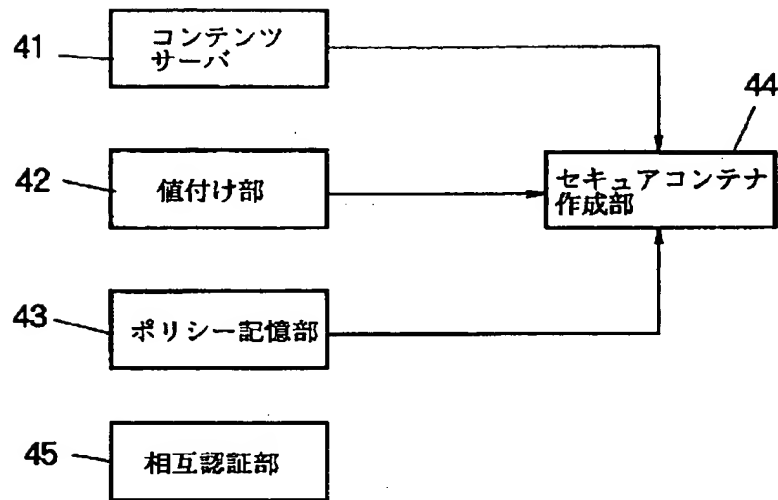 41
コンテンツ
サーバ
42
値付け部
43
ポリシー記憶部
45
相互認証部
44
セキュアコンテナ
作成部